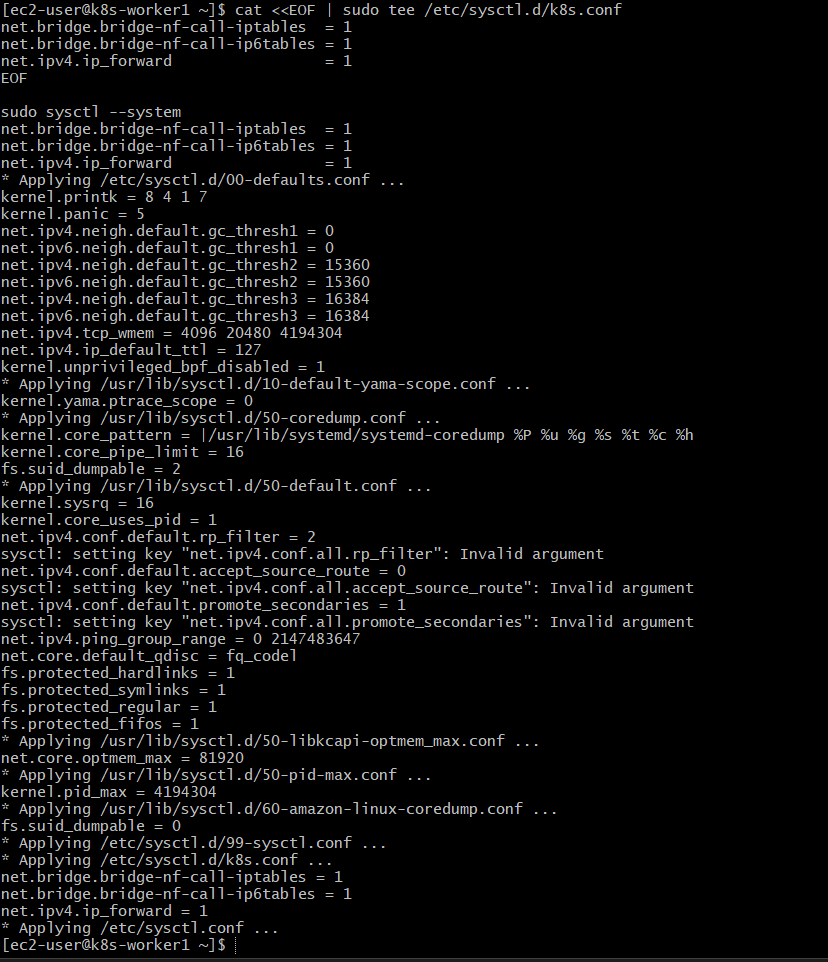 [ec2-user@k8s-worker1 ~]$ cat <<EOF | sudo tee /etc/sysctl.d/k8s.conf
net.bridge.bridge-nf-call-iptables  = 1
net.bridge.bridge-nf-call-ip6tables = 1
net.ipv4.ip_forward                 = 1
EOF

sudo sysctl --system
net.bridge.bridge-nf-call-iptables  = 1
net.bridge.bridge-nf-call-ip6tables = 1
net.ipv4.ip_forward                 = 1
* Applying /etc/sysctl.d/00-defaults.conf ...
kernel.printk = 8 4 1 7
kernel.panic = 5
net.ipv4.neigh.default.gc_thresh1 = 0
net.ipv6.neigh.default.gc_thresh1 = 0
net.ipv4.neigh.default.gc_thresh2 = 15360
net.ipv6.neigh.default.gc_thresh2 = 15360
net.ipv4.neigh.default.gc_thresh3 = 16384
net.ipv6.neigh.default.gc_thresh3 = 16384
net.ipv4.tcp_wmem = 4096 20480 4194304
net.ipv4.ip_default_ttl = 127
kernel.unprivileged_bpf_disabled = 1
* Applying /usr/lib/sysctl.d/10-default-yama-scope.conf ...
kernel.yama.ptrace_scope = 0
* Applying /usr/lib/sysctl.d/50-coredump.conf ...
kernel.core_pattern = |/usr/lib/systemd/systemd-coredump %P %u %g %s %t %c %h
kernel.core_pipe_limit = 16
fs.suid_dumpable = 2
* Applying /usr/lib/sysctl.d/50-default.conf ...
kernel.sysrq = 16
kernel.core_uses_pid = 1
net.ipv4.conf.default.rp_filter = 2
sysctl: setting key "net.ipv4.conf.all.rp_filter": Invalid argument
net.ipv4.conf.default.accept_source_route = 0
sysctl: setting key "net.ipv4.conf.all.accept_source_route": Invalid argument
net.ipv4.conf.default.promote_secondaries = 1
sysctl: setting key "net.ipv4.conf.all.promote_secondaries": Invalid argument
net.ipv4.ping_group_range = 0 2147483647
net.core.default_qdisc = fq_codel
fs.protected_hardlinks = 1
fs.protected_symlinks = 1
fs.protected_regular = 1
fs.protected_fifos = 1
* Applying /usr/lib/sysctl.d/50-libkcapi-optmem_max.conf ...
net.core.optmem_max = 81920
* Applying /usr/lib/sysctl.d/50-pid-max.conf ...
kernel.pid_max = 4194304
* Applying /usr/lib/sysctl.d/60-amazon-linux-coredump.conf ...
fs.suid_dumpable = 0
* Applying /etc/sysctl.d/99-sysctl.conf ...
* Applying /etc/sysctl.d/k8s.conf ...
net.bridge.bridge-nf-call-iptables = 1
net.bridge.bridge-nf-call-ip6tables = 1
net.ipv4.ip_forward = 1
* Applying /etc/sysctl.conf ...
[ec2-user@k8s-worker1 ~]$